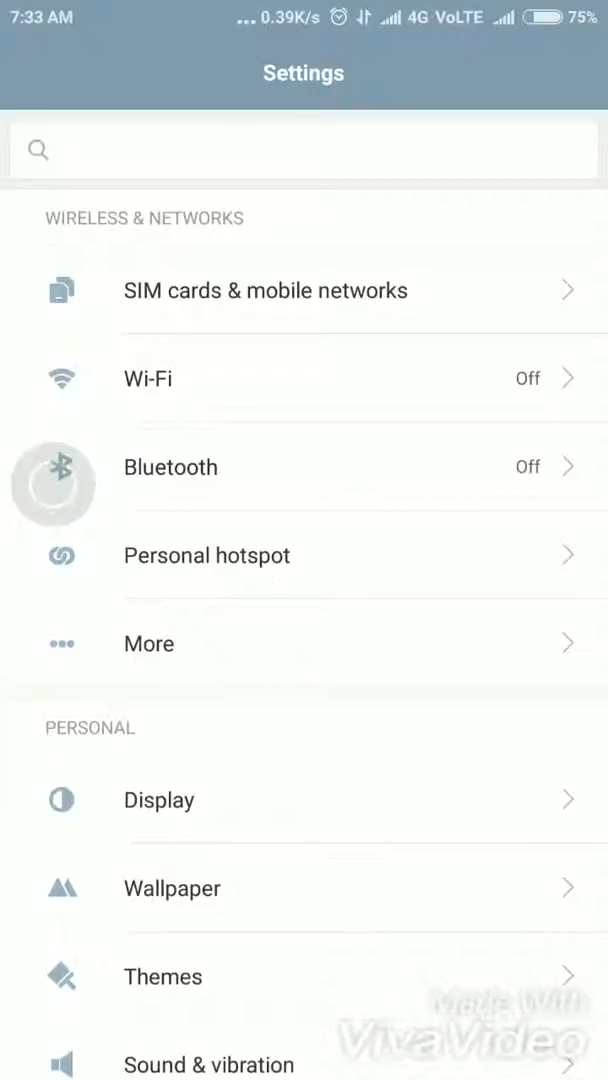 7:33 AM ... 0.39K/s 4G VoLTE 75%
Settings
WIRELESS & NETWORKS
SIM cards & mobile networks
Wi-Fi Off
Bluetooth Off
Personal hotspot
More
PERSONAL
Display
Wallpaper
Themes
Made With
VivaVideo
Sound & vibration